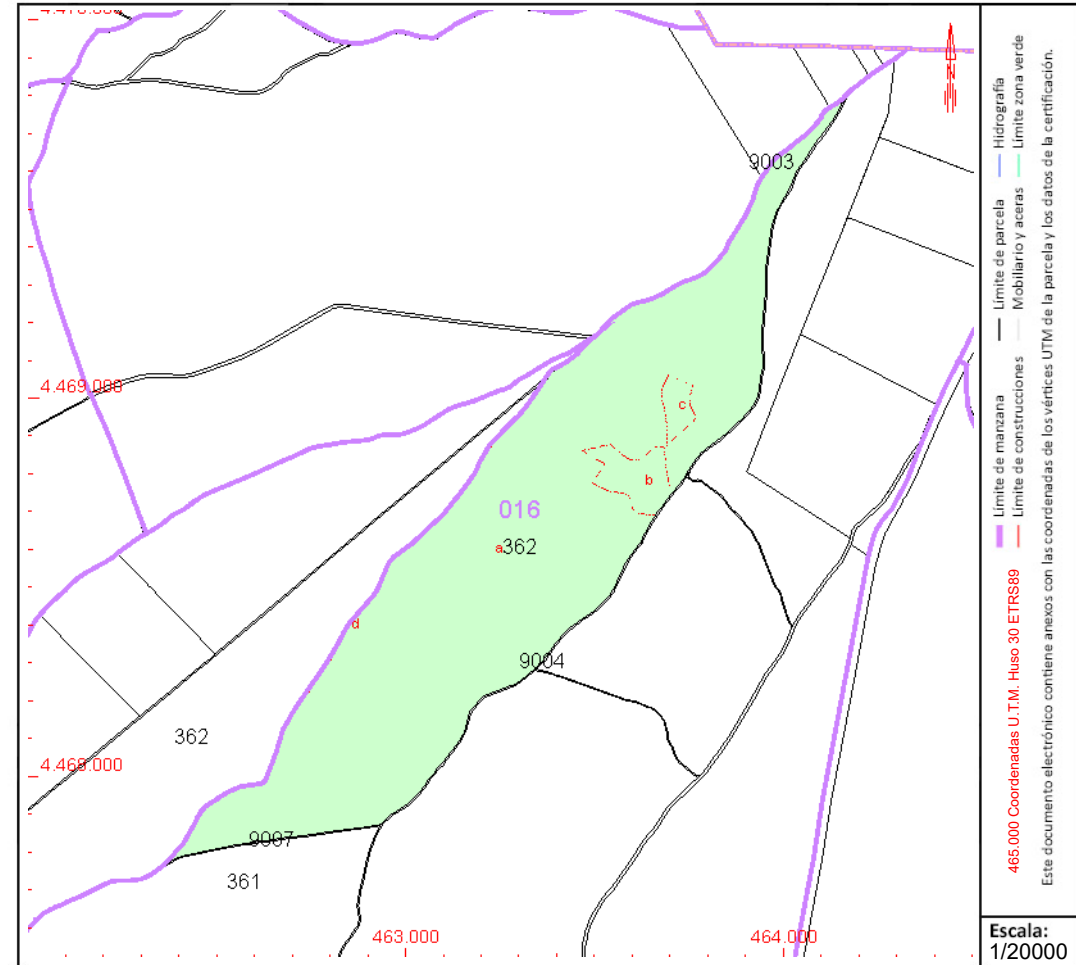 9003
4.469.000
c
b
016
a362
d
9004
362
4.468.000
9007
361
463.000
464.000
N
465.000 Coordenadas U.T.M. Huso 30 ETRS89
Límite de manzana
Límite de construcciones
Límite de parcela
Mobiliario y aceras
Hidrografía
Límite zona verde
Este documento electrónico contiene anexos con las coordenadas de los vértices UTM de la parcela y los datos de la certificación.
Escala:
1/20000